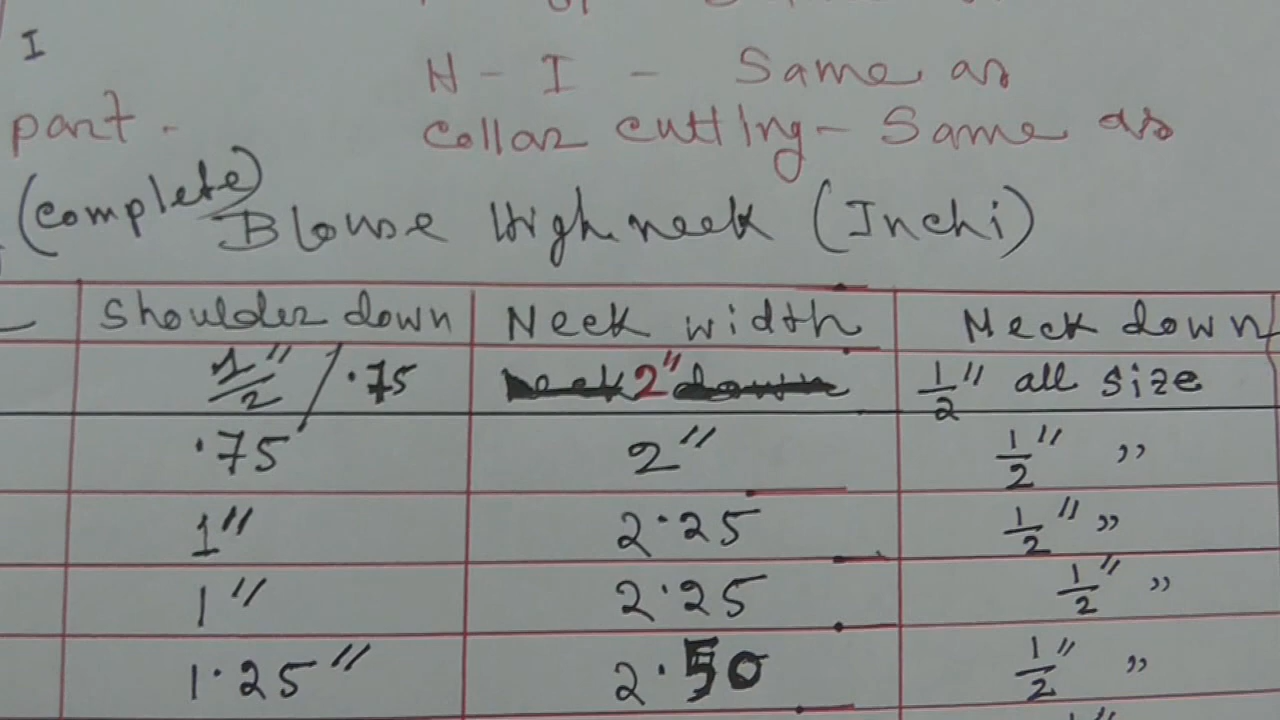 I
N - I - Same as
part - collar cutting - Same as
(complete) Blouse High neck (Inchi)
Shoulder down Neck width Neck down
1/2" / .75 2" 1/2" all size
.75 2" 1/2" ,,
1" 2.25 1/2" ,,
1" 2.25 1/2" ,,
1.25" 2.50 1/2" ,,